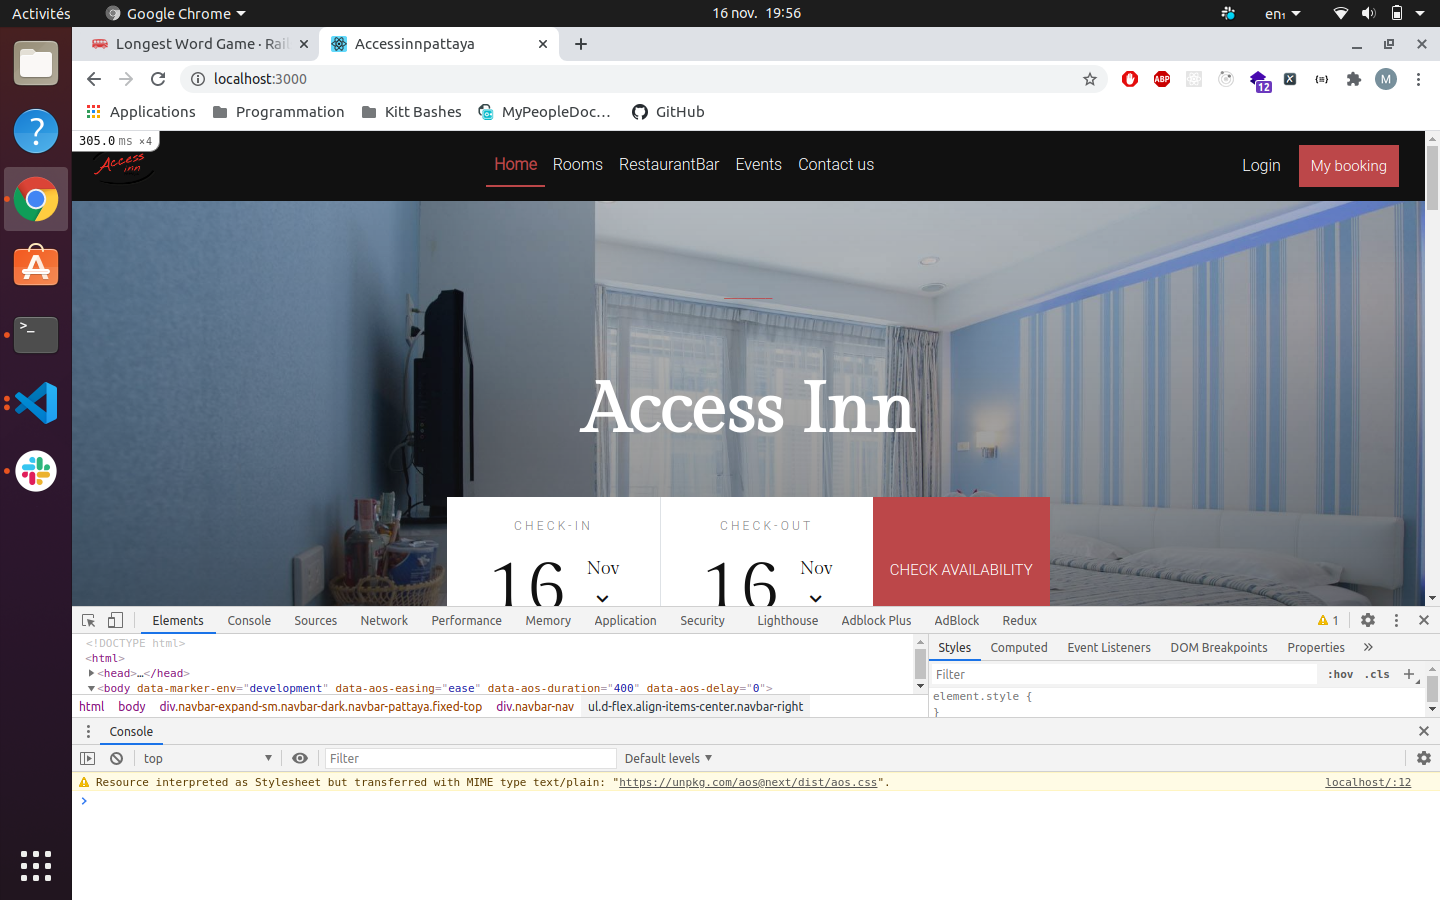 Activités
Google Chrome
16 nov.  19:56
en₁
Longest Word Game · Rail
Accessinnpattaya
localhost:3000
ABP
12
M
Applications
Programmation
Kitt Bashes
MyPeopleDoc…
GitHub
305.0 ms ×4
Access
inn
Home
Rooms
RestaurantBar
Events
Contact us
Login
My booking
Access Inn
CHECK-IN
CHECK-OUT
16
Nov
16
Nov
CHECK AVAILABILITY
Elements
Console
Sources
Network
Performance
Memory
Application
Security
Lighthouse
Adblock Plus
AdBlock
Redux
1
<!DOCTYPE html>
<html>
<head>…</head>
<body data-marker-env="development" data-aos-easing="ease" data-aos-duration="400" data-aos-delay="0">
html
body
div.navbar-expand-sm.navbar-dark.navbar-pattaya.fixed-top
div.navbar-nav
ul.d-flex.align-items-center.navbar-right
Styles
Computed
Event Listeners
DOM Breakpoints
Properties
»
Filter
:hov
.cls
+
element.style {
}
Console
top
Filter
Default levels
Resource interpreted as Stylesheet but transferred with MIME type text/plain: "https://unpkg.com/aos@next/dist/aos.css".
localhost/:12
>